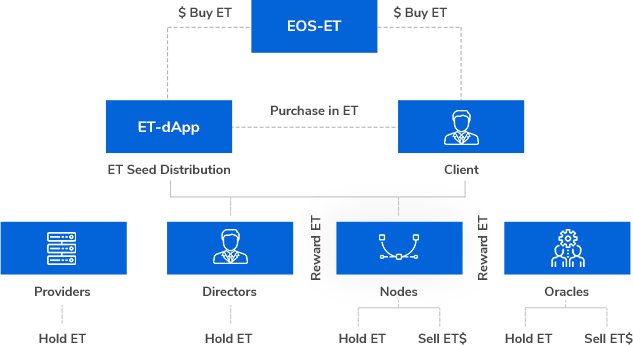 $ Buy ET
EOS-ET
$ Buy ET
ET-dApp
Purchase in ET
ET Seed Distribution
Client
Reward ET
Reward ET
Providers
Directors
Nodes
Oracles
Hold ET
Hold ET
Hold ET
Sell ET$
Hold ET
Sell ET$